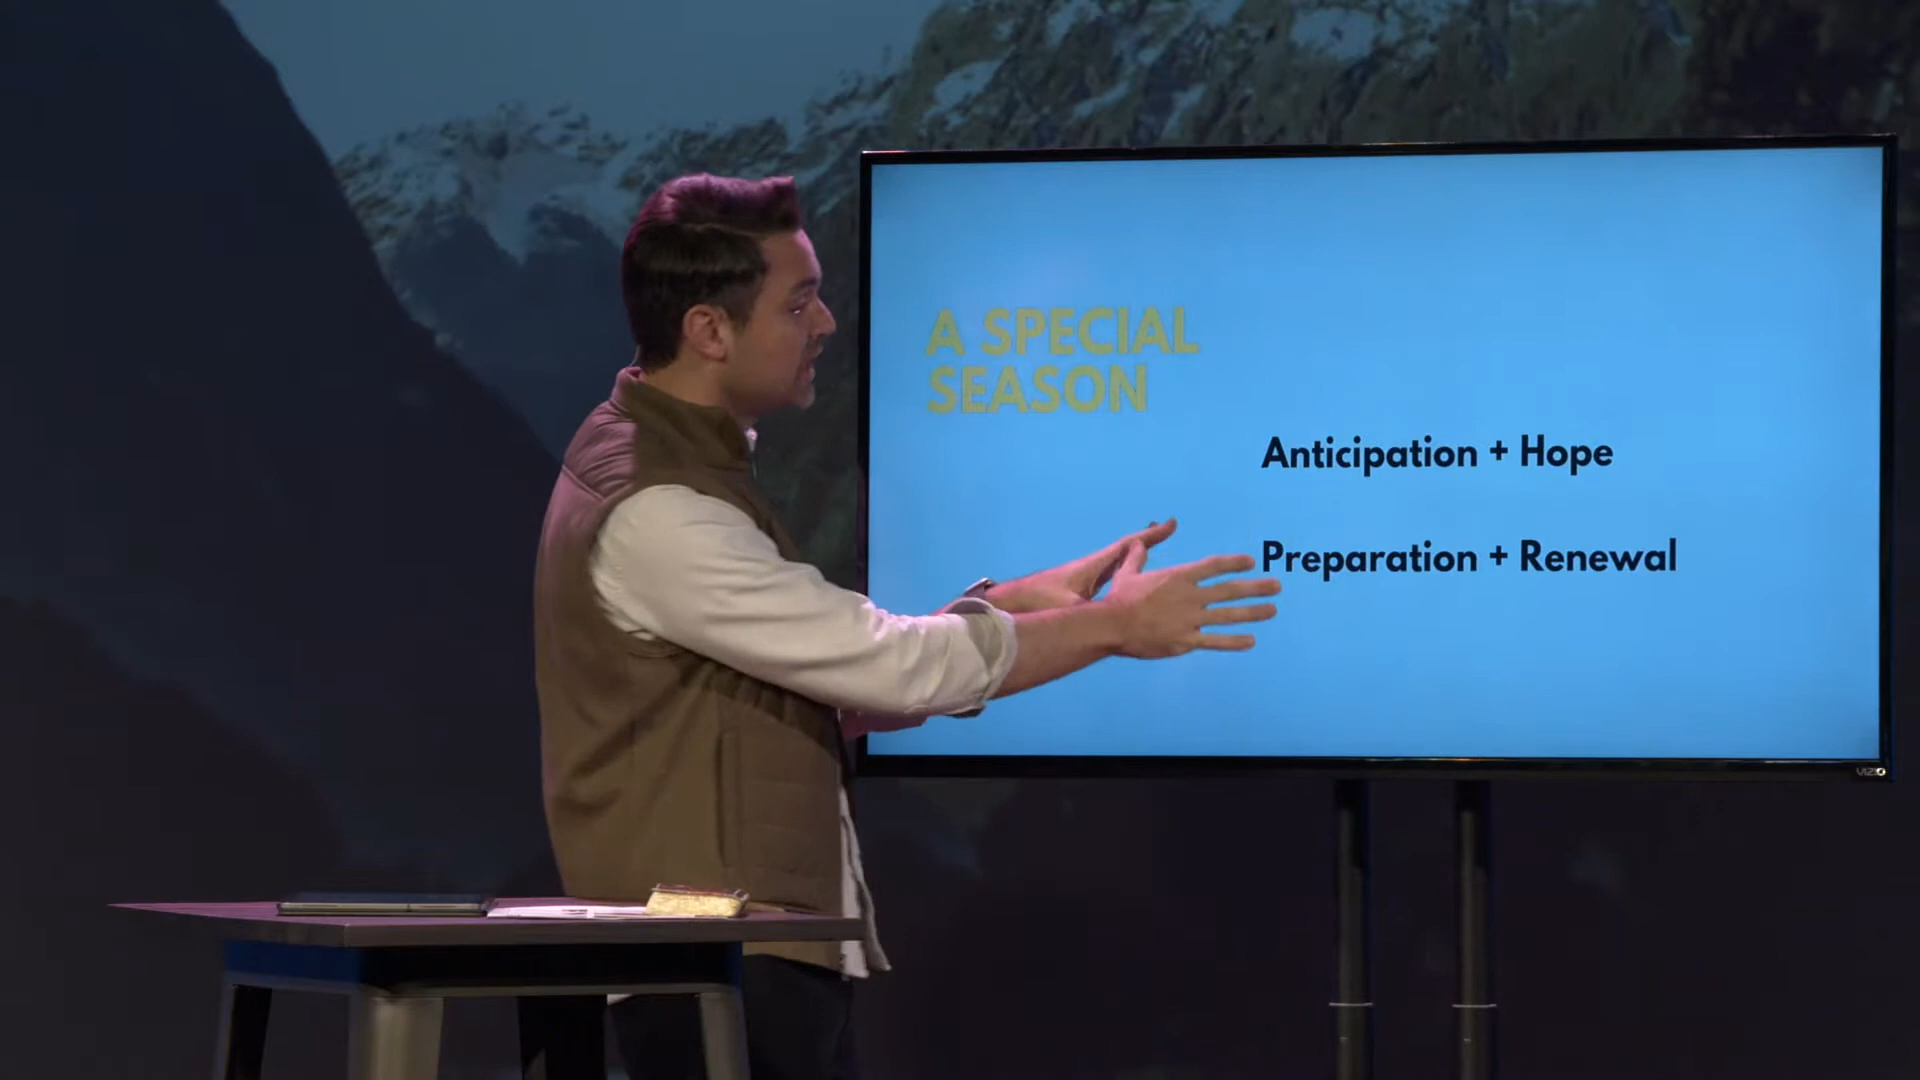 A SPECIAL
SEASON
Anticipation + Hope
Preparation + Renewal
VIZIO